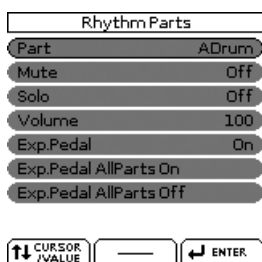 Rhythm Parts
Part ADrum
Mute Off
Solo Off
Volume 100
Exp.Pedal On
Exp.Pedal AllParts On
Exp.Pedal AllParts Off
CURSOR /VALUE ENTER